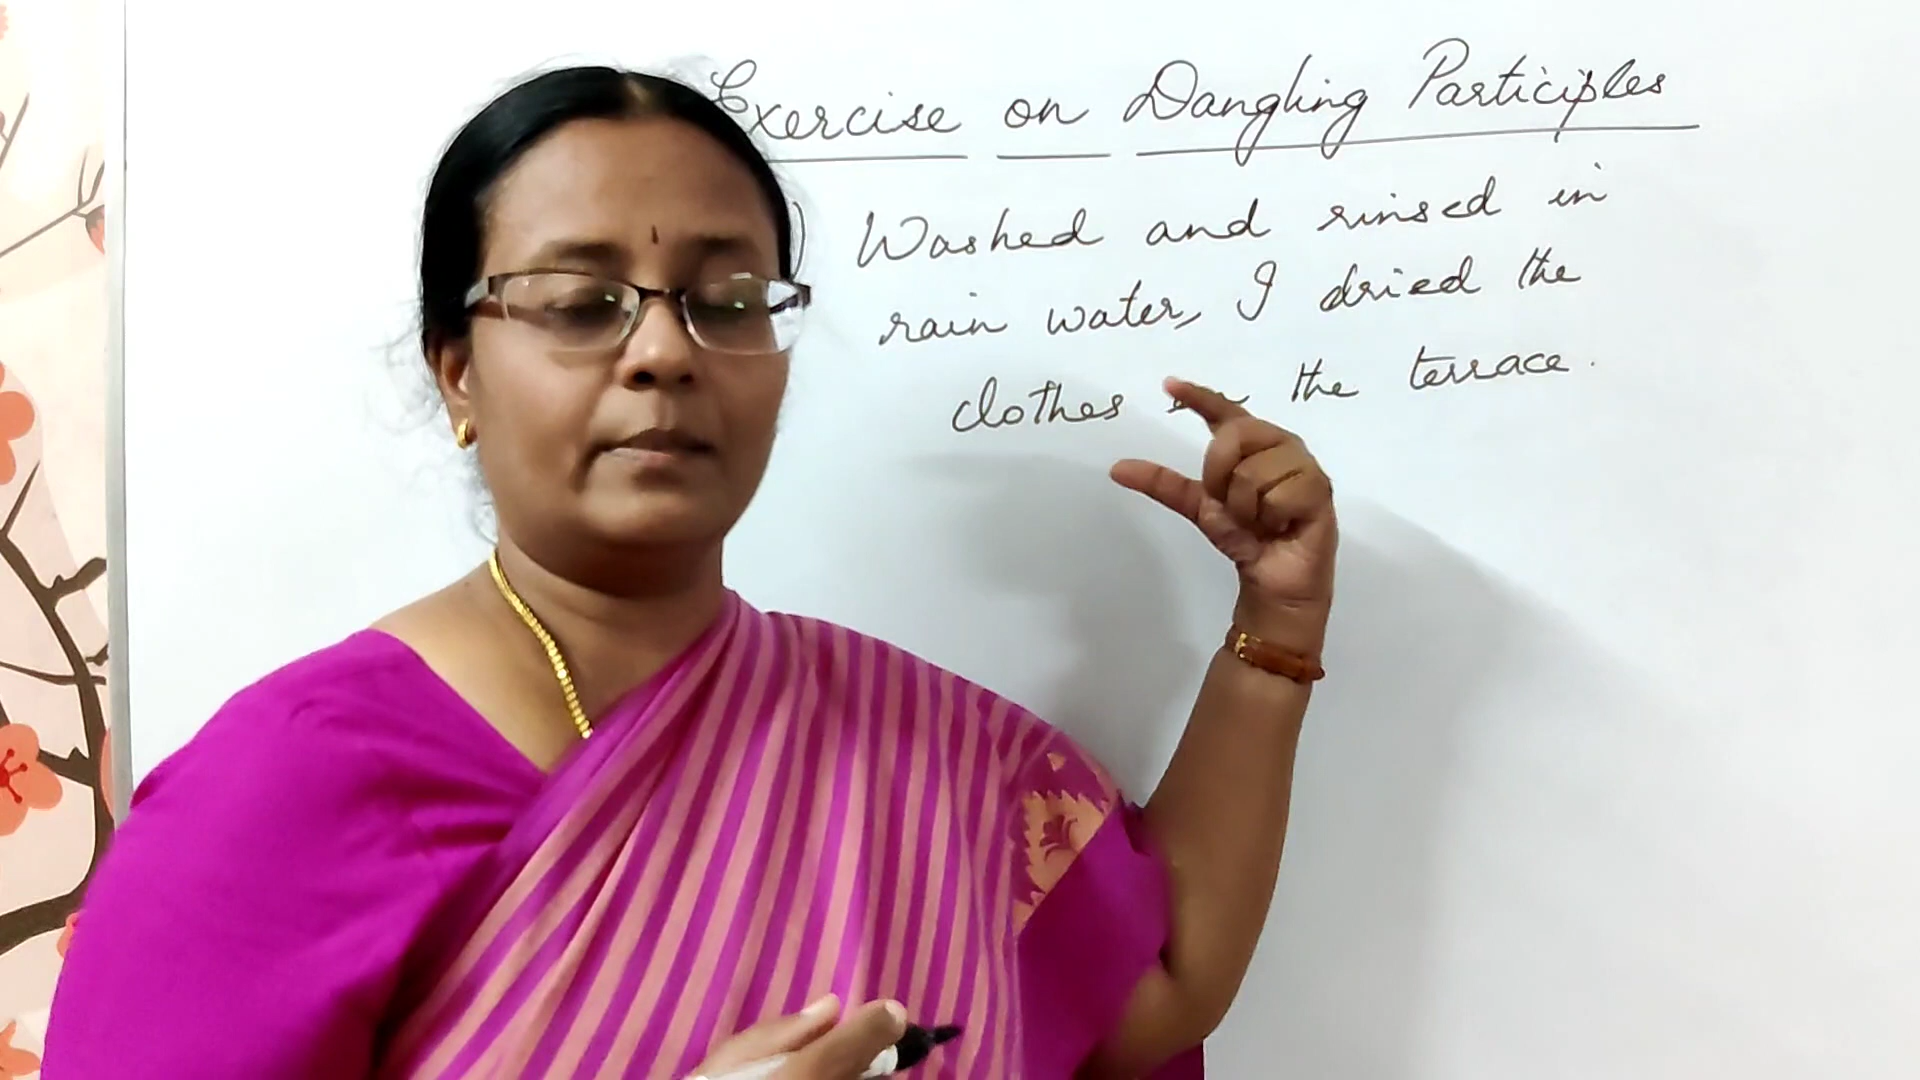 Exercise on Dangling Participles
) Washed and rinsed in
rain water, I dried the
clothes the terrace.